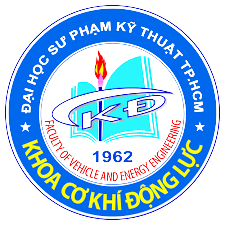 ĐẠI HỌC SƯ PHẠM KỸ THUẬT TP.HCM
KĐ
1962
FACULTY OF VEHICLE AND ENERGY ENGINEERING
KHOA CƠ KHÍ ĐỘNG LỰC